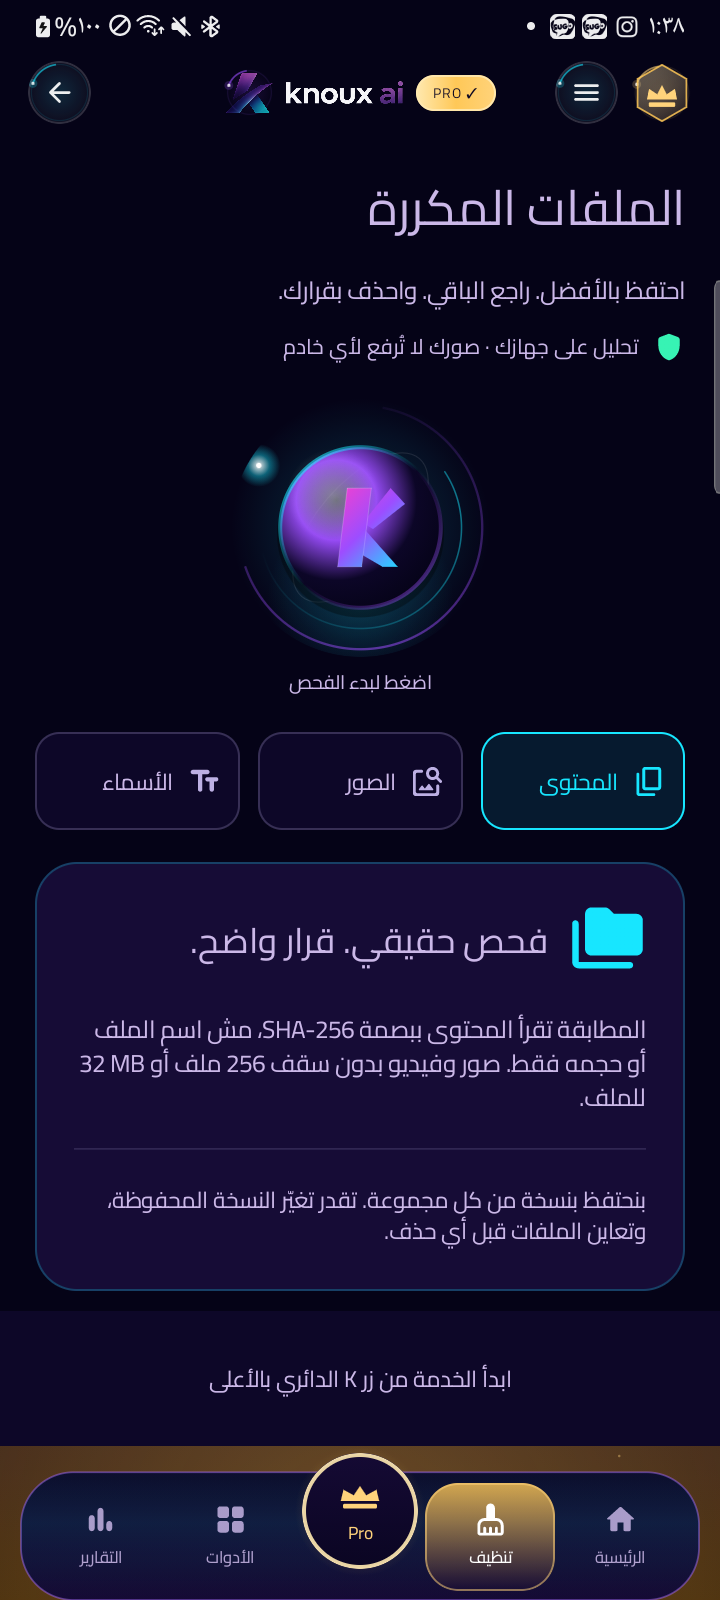 ١:٣٨
%١٠٠
knoux ai
PRO ✓
الملفات المكررة
احتفظ بالأفضل. راجع الباقي. واحذف بقرارك.
تحليل على جهازك · صورك لا تُرفع لأي خادم
اضغط لبدء الفحص
المحتوى
الصور
الأسماء
فحص حقيقي. قرار واضح.
المطابقة تقرأ المحتوى ببصمة SHA-256، مش اسم الملف
أو حجمه فقط. صور وفيديو بدون سقف 256 ملف أو 32 MB
للملف.
بنحتفظ بنسخة من كل مجموعة. تقدر تغيّر النسخة المحفوظة،
وتعاين الملفات قبل أي حذف.
ابدأ الخدمة من زر K الدائري بالأعلى
الرئيسية
تنظيف
Pro
الأدوات
التقارير